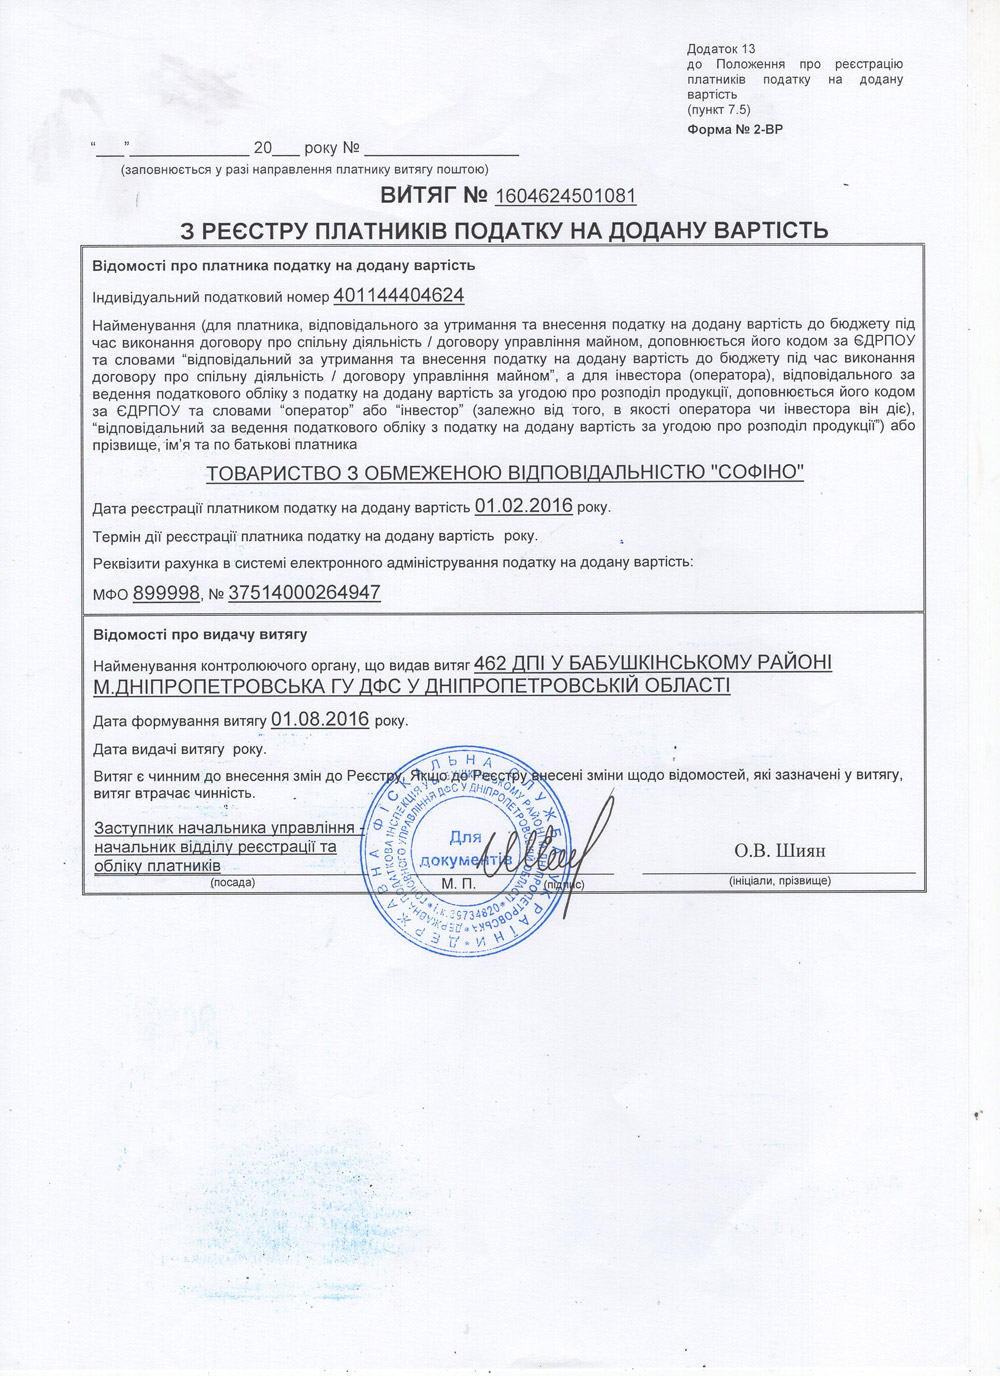 Додаток 13
до Положення про реєстрацію
платників податку на додану
вартість
(пункт 7.5)
Форма № 2-ВР
“___”_______________ 20___ року № ____________________
(заповнюється у разі направлення платнику витягу поштою)
ВИТЯГ № 1604624501081
З РЕЄСТРУ ПЛАТНИКІВ ПОДАТКУ НА ДОДАНУ ВАРТІСТЬ
Відомості про платника податку на додану вартість
Індивідуальний податковий номер 401144404624
Найменування (для платника, відповідального за утримання та внесення податку на додану вартість до бюджету під
час виконання договору про спільну діяльність / договору управління майном, доповнюється його кодом за ЄДРПОУ
та словами “відповідальний за утримання та внесення податку на додану вартість до бюджету під час виконання
договору про спільну діяльність / договору управління майном”, а для інвестора (оператора), відповідального за
ведення податкового обліку з податку на додану вартість за угодою про розподіл продукції, доповнюється його кодом
за ЄДРПОУ та словами “оператор” або “інвестор” (залежно від того, в якості оператора чи інвестора він діє),
“відповідальний за ведення податкового обліку з податку на додану вартість за угодою про розподіл продукції”) або
прізвище, ім’я та по батькові платника
ТОВАРИСТВО З ОБМЕЖЕНОЮ ВІДПОВІДАЛЬНІСТЮ "СОФІНО"
Дата реєстрації платником податку на додану вартість 01.02.2016 року.
Термін дії реєстрації платника податку на додану вартість року.
Реквізити рахунка в системі електронного адміністрування податку на додану вартість:
МФО 899998, № 37514000264947
Відомості про видачу витягу
Найменування контролюючого органу, що видав витяг 462 ДПІ У БАБУШКІНСЬКОМУ РАЙОНІ
М.ДНІПРОПЕТРОВСЬКА ГУ ДФС У ДНІПРОПЕТРОВСЬКІЙ ОБЛАСТІ
Дата формування витягу 01.08.2016 року.
Дата видачі витягу року.
Витяг є чинним до внесення змін до Реєстру. Якщо до Реєстру внесені зміни щодо відомостей, які зазначені у витягу,
витяг втрачає чинність.
Заступник начальника управління -
начальник відділу реєстрації та
обліку платників
(посада)
М. П.
(підпис)
О.В. Шиян
(ініціали, прізвище)
ДЕРЖАВНА ФІСКАЛЬНА СЛУЖБА УКРАЇНИ
і.к. 39734820
Для
документів